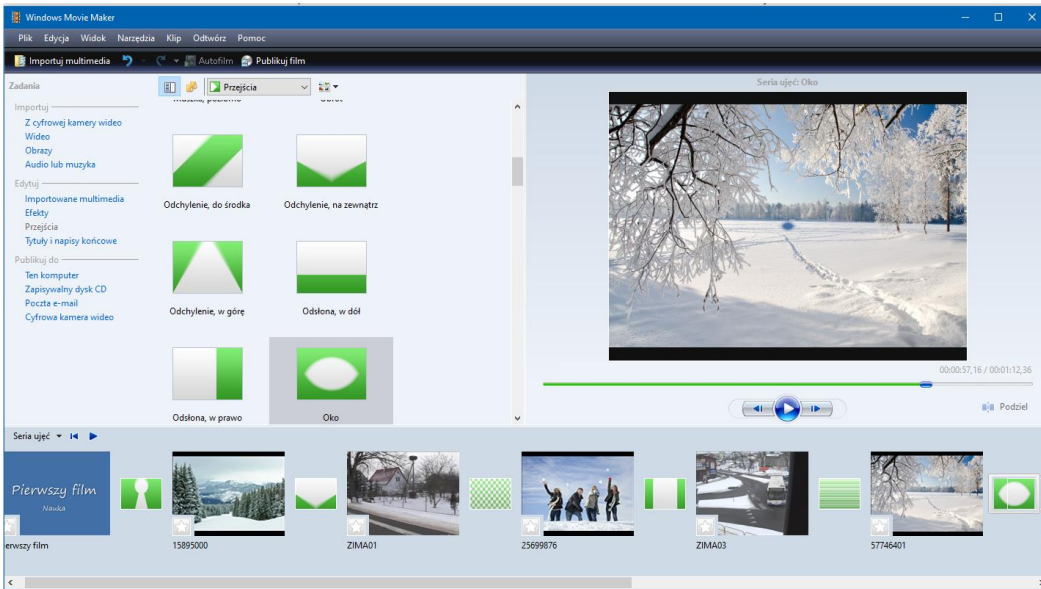 Windows Movie Maker
Plik Edycja Widok Narzędzia Klip Odtwórz Pomoc
Importuj multimedia Autofilm Publikuj film
Zadania
Importuj
Z cyfrowej kamery wideo
Wideo
Obrazy
Audio lub muzyka
Edytuj
Importowane multimedia
Efekty
Przejścia
Tytuły i napisy końcowe
Publikuj do
Ten komputer
Zapisywalny dysk CD
Poczta e-mail
Cyfrowa kamera wideo
Przejścia
Muszka, poziomo Obrót
Odchylenie, do środka Odchylenie, na zewnątrz
Odchylenie, w górę Odsłona, w dół
Odsłona, w prawo Oko
Seria ujęć: Oko
00:00:57,16 / 00:01:12,36
Podziel
Seria ujęć
Pierwszy film
Nauka
erwszy film 15895000 ZIMA01 25699876 ZIMA03 57746401